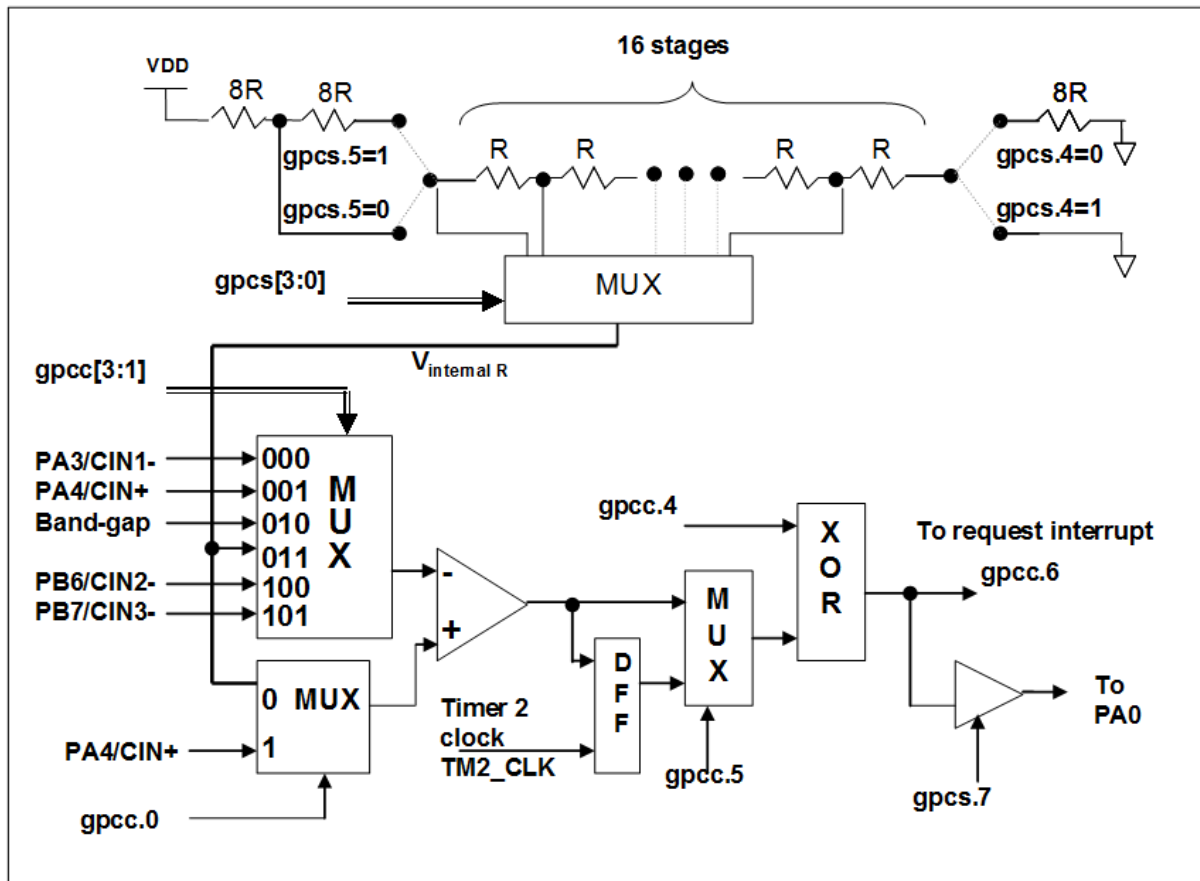 16 stages
VDD
8R
8R
8R
gpcs.5=1
R
R
R
R
gpcs.4=0
gpcs.5=0
gpcs.4=1
gpcs[3:0]
MUX
V internal R
gpcc[3:1]
PA3/CIN1-
000
PA4/CIN+
001
Band-gap
010
011
PB6/CIN2-
100
PB7/CIN3-
101
M
U
X
-
+
gpcc.4
X
O
R
To request interrupt
gpcc.6
M
U
X
D
F
F
0
MUX
1
PA4/CIN+
gpcc.0
Timer 2
clock
TM2_CLK
gpcc.5
To
PA0
gpcs.7